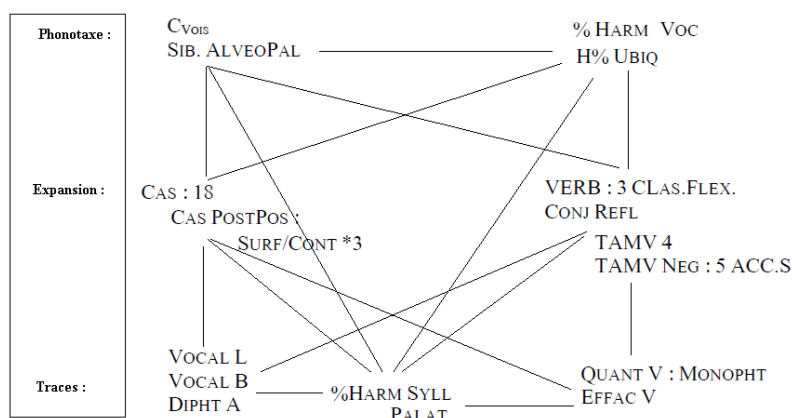 Phonotaxe :
CVois
Sib. AlveoPal
% Harm Voc
H% Ubiq
Expansion :
Cas : 18
Cas PostPos :
Surf/Cont *3
VERB : 3 CLas.Flex.
Conj Refl
TAMV 4
TAMV Neg : 5 ACC.S
Traces :
Vocal L
Vocal B
Dipht A
%Harm Syll
Palat
Quant V : Monopht
Effac V